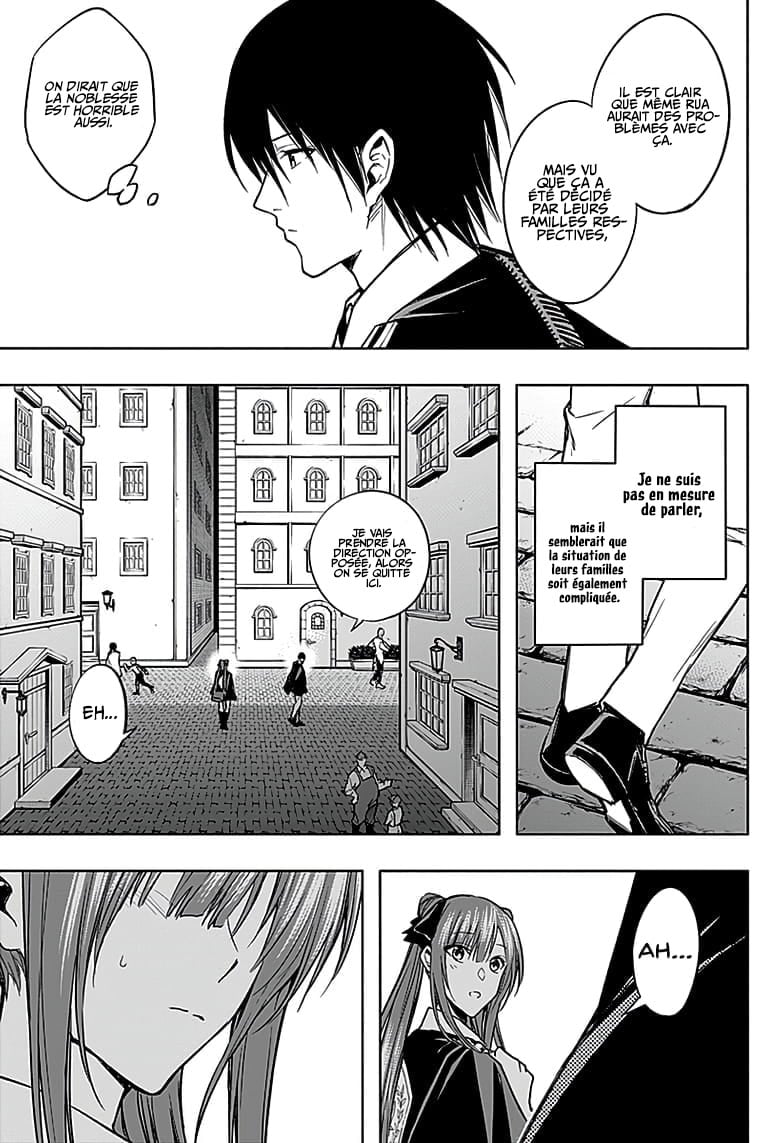 IL EST CLAIR
QUE MÊME RUA
AURAIT DES PRO-
BLÈMES AVEC
ÇA.
MAIS VU
QUE ÇA A
ÉTÉ DÉCIDÉ
PAR LEURS
FAMILLES RES-
PECTIVES,
ON DIRAIT QUE
LA NOBLESSE
EST HORRIBLE
AUSSI.
Je ne suis
pas en mesure
de parler,
mais il
semblerait que
la situation de
leurs familles
soit également
compliquée.
JE VAIS
PRENDRE LA
DIRECTION OP-
POSÉE, ALORS
ON SE QUITTE
ICI.
EH...
AH...